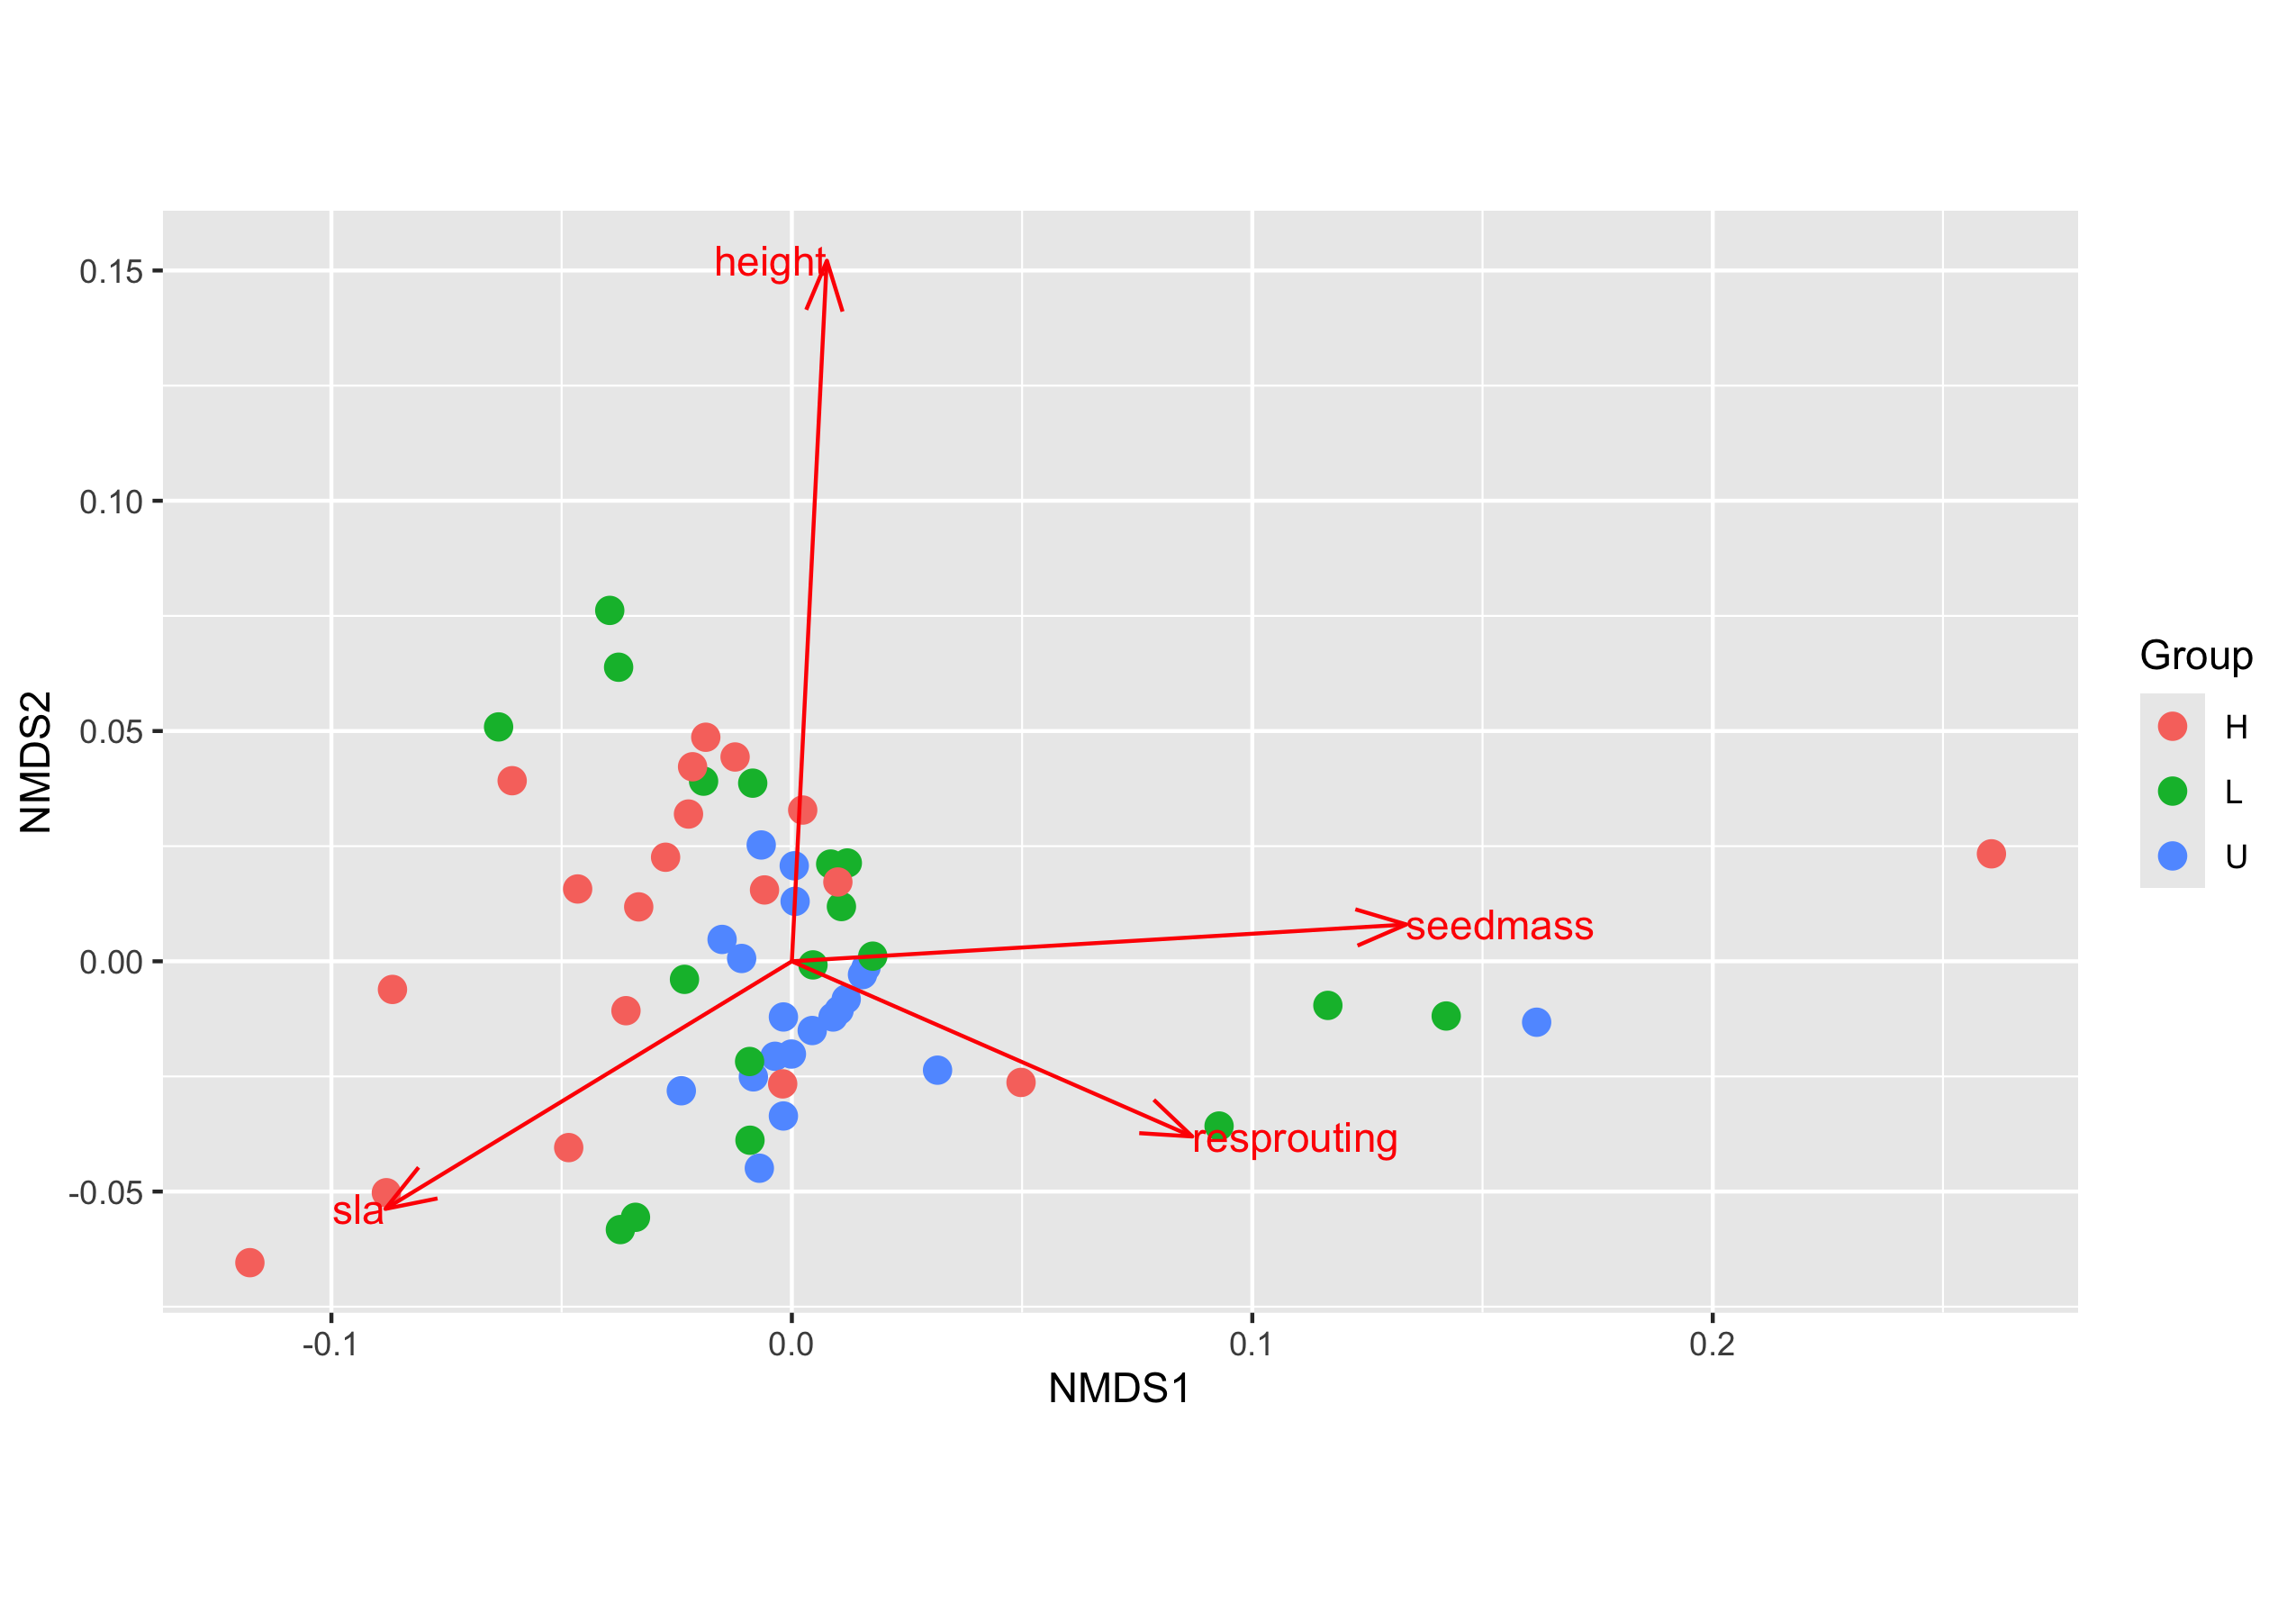 height
0.15
0.10
0.05
0.00
-0.05
NMDS2
seedmass
resprouting
sla
-0.1 0.0 0.1 0.2
NMDS1
Group
H
L
U